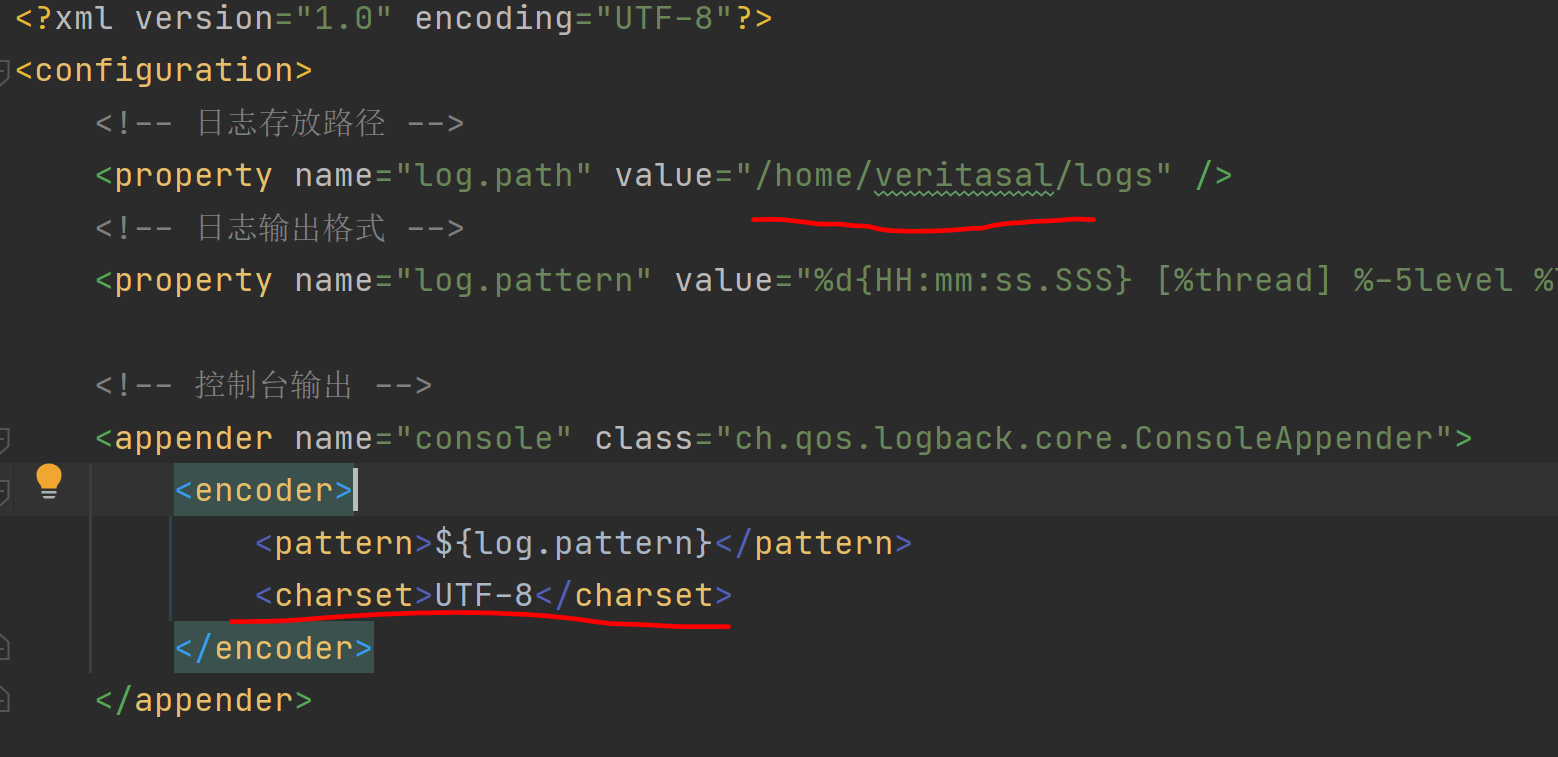 <?xml version="1.0" encoding="UTF-8"?>
<configuration>
<!-- 日志存放路径 -->
<property name="log.path" value="/home/veritasal/logs" />
<!-- 日志输出格式 -->
<property name="log.pattern" value="%d{HH:mm:ss.SSS} [%thread] %-5level %
<!-- 控制台输出 -->
<appender name="console" class="ch.qos.logback.core.ConsoleAppender">
<encoder>
<pattern>${log.pattern}</pattern>
<charset>UTF-8</charset>
</encoder>
</appender>